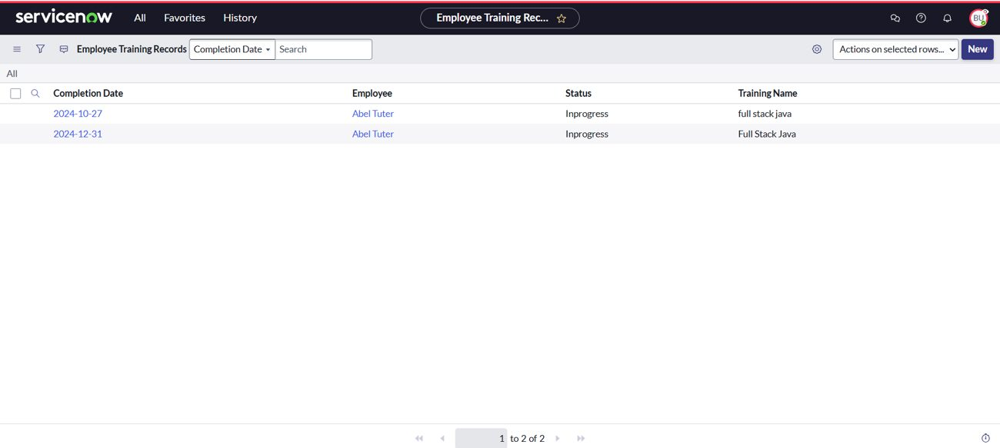 servicenow All Favorites History Employee Training Rec... BU
Employee Training Records Completion Date Search Actions on selected rows... New
All
Completion Date Employee Status Training Name
2024-10-27 Abel Tuter Inprogress full stack java
2024-12-31 Abel Tuter Inprogress Full Stack Java
1 to 2 of 2